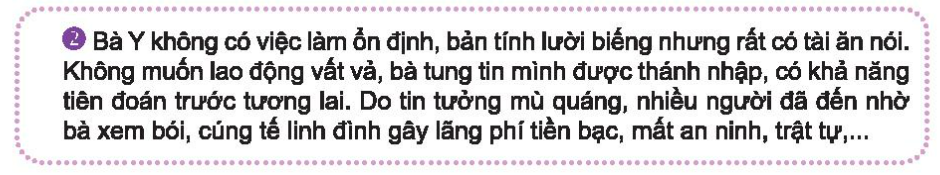 2 Bà Y không có việc làm ổn định, bản tính lười biếng nhưng rất có tài ăn nói.
Không muốn lao động vất vả, bà tung tin mình được thánh nhập, có khả năng
tiên đoán trước tương lai. Do tin tưởng mù quáng, nhiều người đã đến nhờ
bà xem bói, cúng tế linh đình gây lãng phí tiền bạc, mất an ninh, trật tự,...